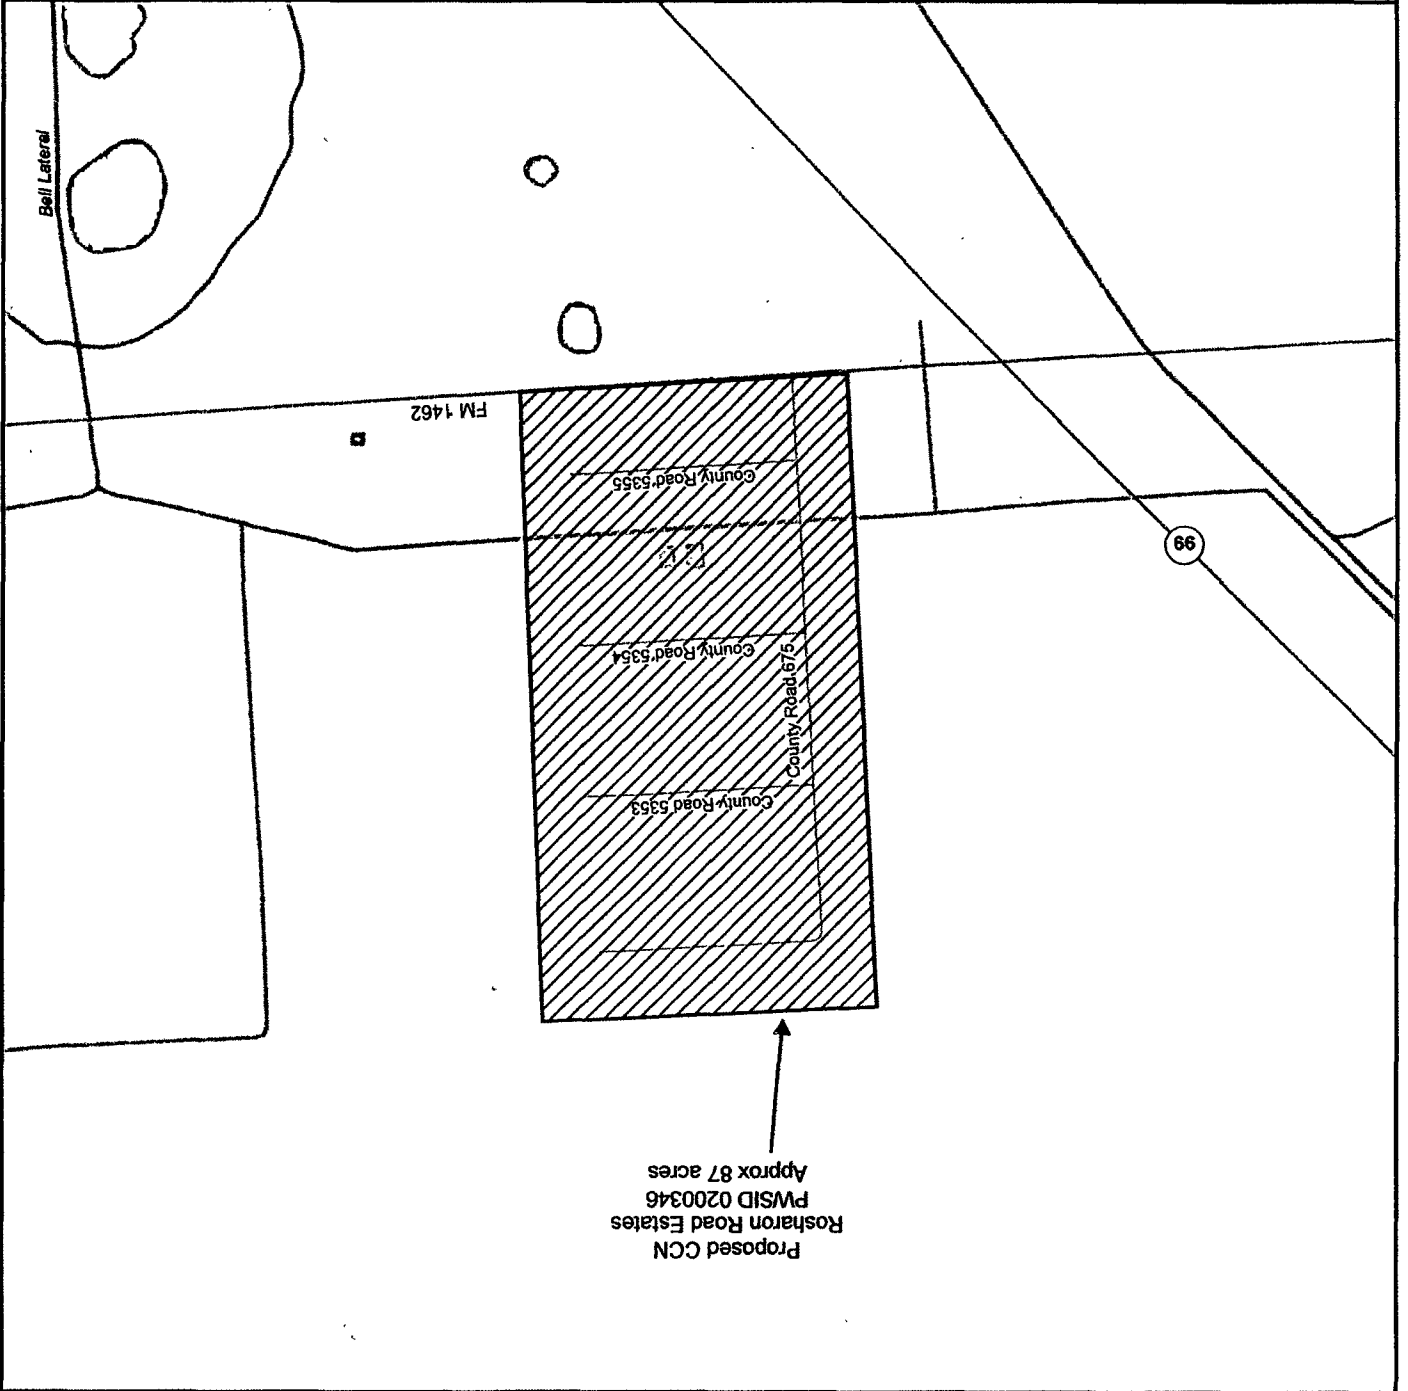 Proposed CCN
Rosharon Road Estates
PWSID 0200346
Approx 87 acres
County Road 5353
County Road 675
County Road 5354
99
County Road 5355
FM 1462
Bell Lateral